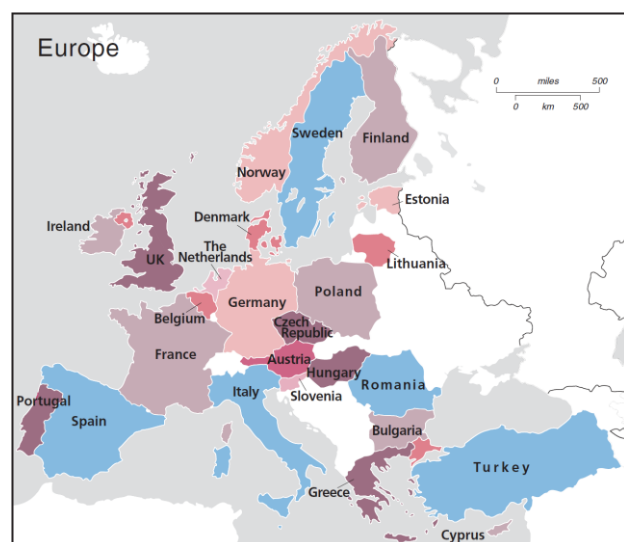 Europe
miles
0 500
0 500
km
Sweden
Finland
Norway
Estonia
Denmark
Ireland
The
Netherlands
Lithuania
UK
Germany
Poland
Belgium
Czech
Republic
France
Austria
Hungary
Italy
Slovenia
Romania
Portugal
Spain
Bulgaria
Turkey
Greece
Cyprus